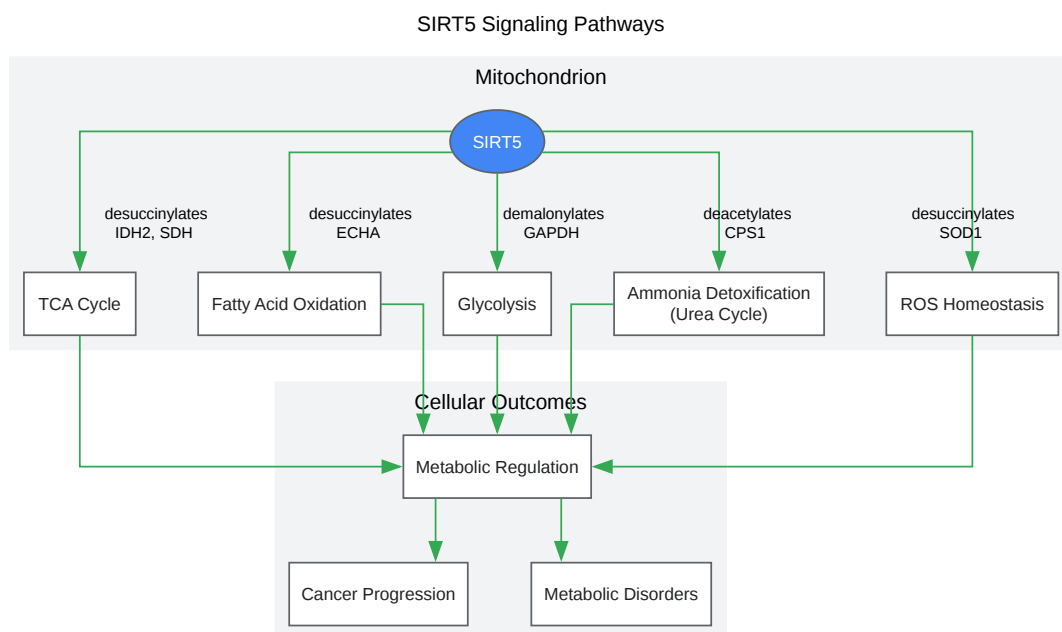 SIRT5 Signaling Pathways
Mitochondrion
SIRT5
desuccinylates
IDH2, SDH
desuccinylates
ECHA
demalonylates
GAPDH
deacetylates
CPS1
desuccinylates
SOD1
TCA Cycle
Fatty Acid Oxidation
Glycolysis
Ammonia Detoxification
(Urea Cycle)
ROS Homeostasis
Cellular Outcomes
Metabolic Regulation
Cancer Progression
Metabolic Disorders